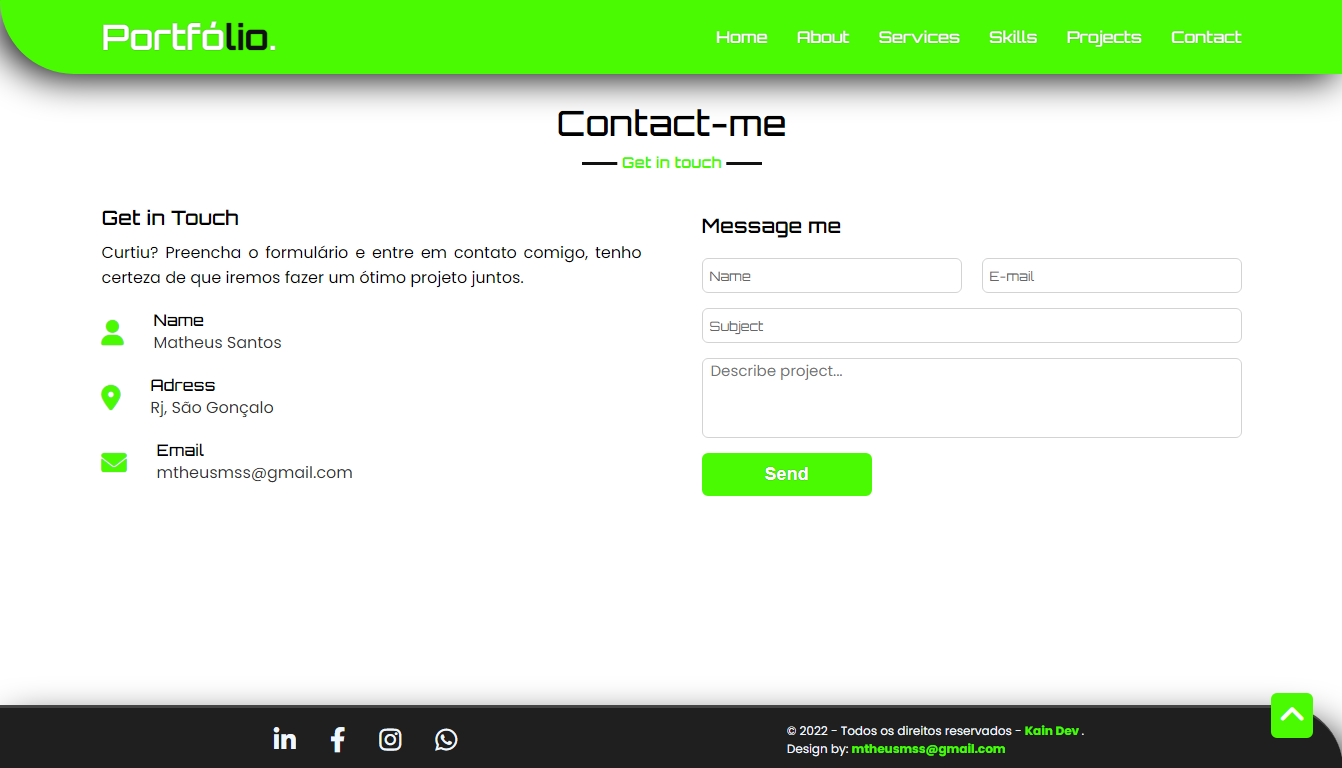 Portfólio.
Home About Services Skills Projects Contact
Contact-me
Get in touch
Get in Touch
Curtiu? Preencha o formulário e entre em contato comigo, tenho
certeza de que iremos fazer um ótimo projeto juntos.
Name
Matheus Santos
Adress
Rj, São Gonçalo
Email
mtheusmss@gmail.com
Message me
Name
E-mail
Subject
Describe project...
Send
© 2022 - Todos os direitos reservados - Kain Dev .
Design by: mtheusmss@gmail.com